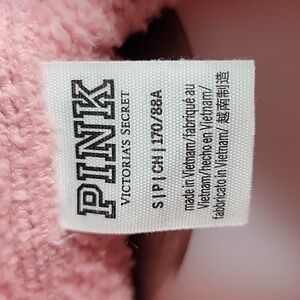 PINK
VICTORIA'S SECRET
S|P|CH|170/88A
made in Vietnam/fabriqué au
Vietnam/hecho en Vietnam/
fabbricato in Vietnam/ 越南制造